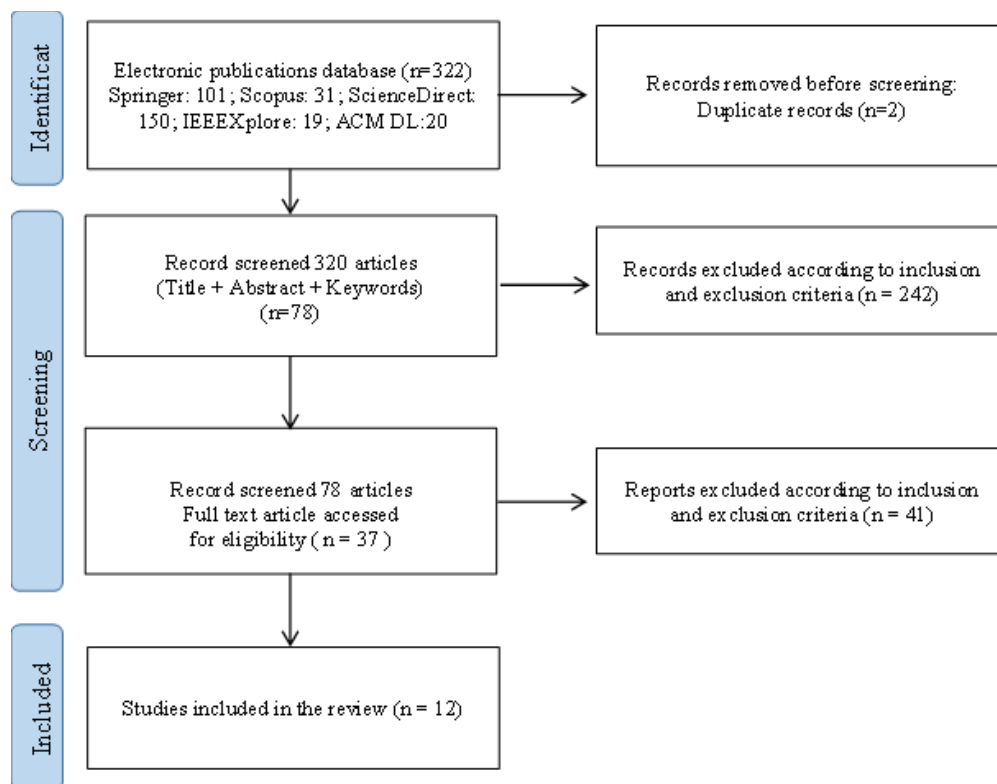 Identificat
Electronic publications database (n=322)
Springer: 101; Scopus: 31; ScienceDirect:
150; IEEEXplore: 19; ACM DL:20
Records removed before screening:
Duplicate records (n=2)
Screening
Record screened 320 articles
(Title + Abstract + Keywords)
(n=78)
Records excluded according to inclusion
and exclusion criteria (n = 242)
Record screened 78 articles
Full text article accessed
for eligibility ( n = 37 )
Reports excluded according to inclusion
and exclusion criteria (n = 41)
Included
Studies included in the review (n = 12)